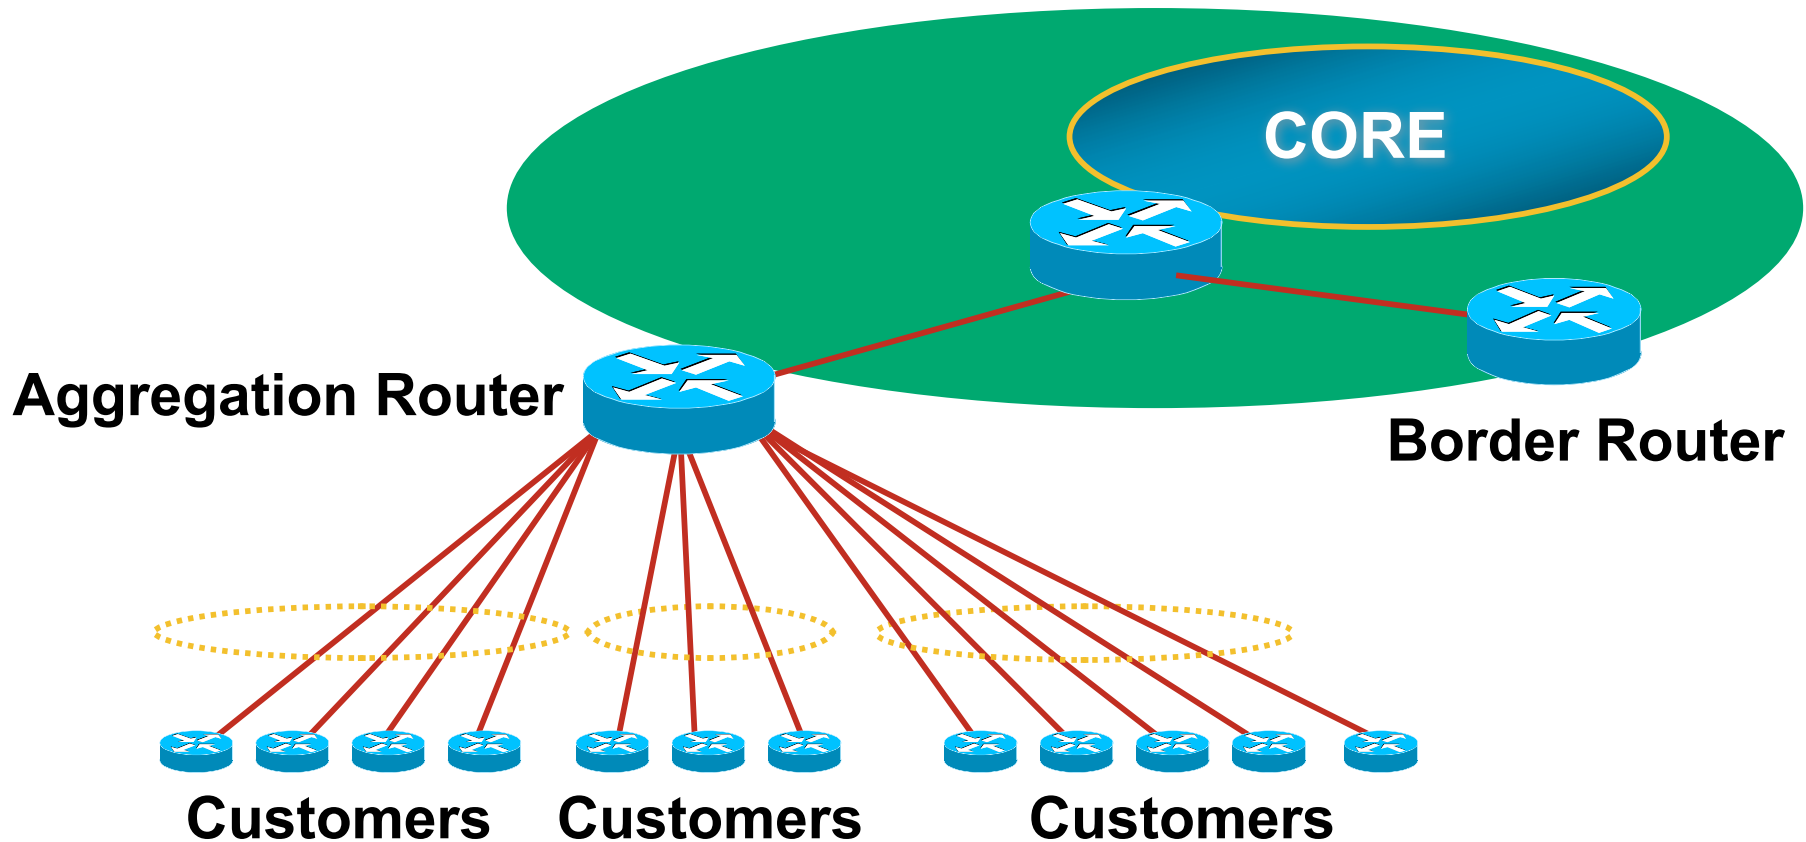 CORE
Aggregation Router
Border Router
Customers
Customers
Customers